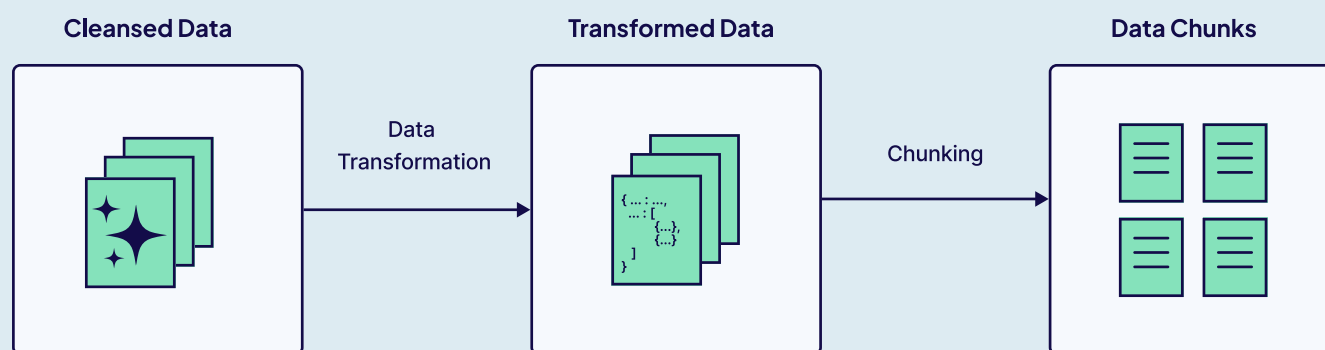 Cleansed Data
Transformed Data
Data Chunks
Data
Transformation
Chunking
{ ... : ...,
... : [
{...},
{...}
]
}